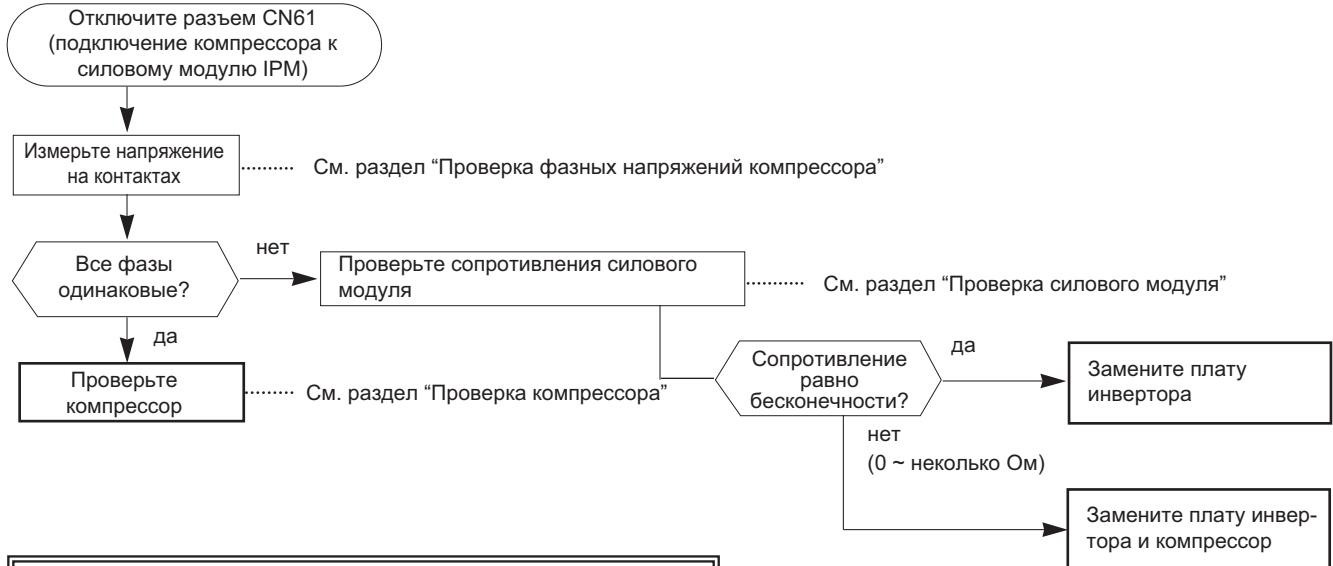 Отключите разъем CN61
(подключение компрессора к
силовому модулю IPM)
Измерьте напряжение
на контактах
См. раздел “Проверка фазных напряжений компрессора”
Все фазы
одинаковые?
нет
Проверьте сопротивления силового
модуля
См. раздел “Проверка силового модуля”
да
Проверьте
компрессор
См. раздел “Проверка компрессора”
Сопротивление
равно
бесконечности?
да
Замените плату
инвертора
нет
(0 ~ неколько Ом)
Замените плату инвер-
тора и компрессор